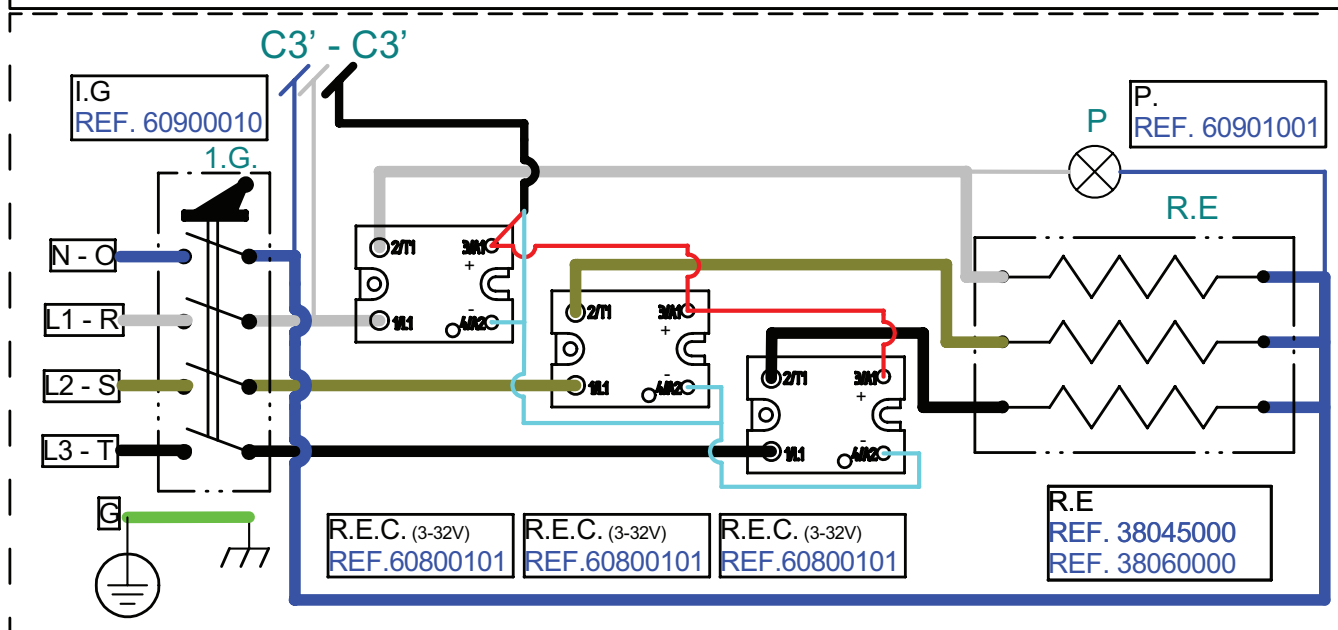 C3' - C3'
I.G
REF. 60900010
P.
REF. 60901001
P
1.G.
R.E
N - O
L1 - R
L2 - S
L3 - T
G
2/T1
3/A1
+
-
1/L1
4/A2
2/T1
3/A1
+
-
1/L1
4/A2
2/T1
3/A1
+
-
1/L1
4/A2
R.E.C. (3-32V)
REF.60800101
R.E.C. (3-32V)
REF.60800101
R.E.C. (3-32V)
REF.60800101
R.E
REF. 38045000
REF. 38060000